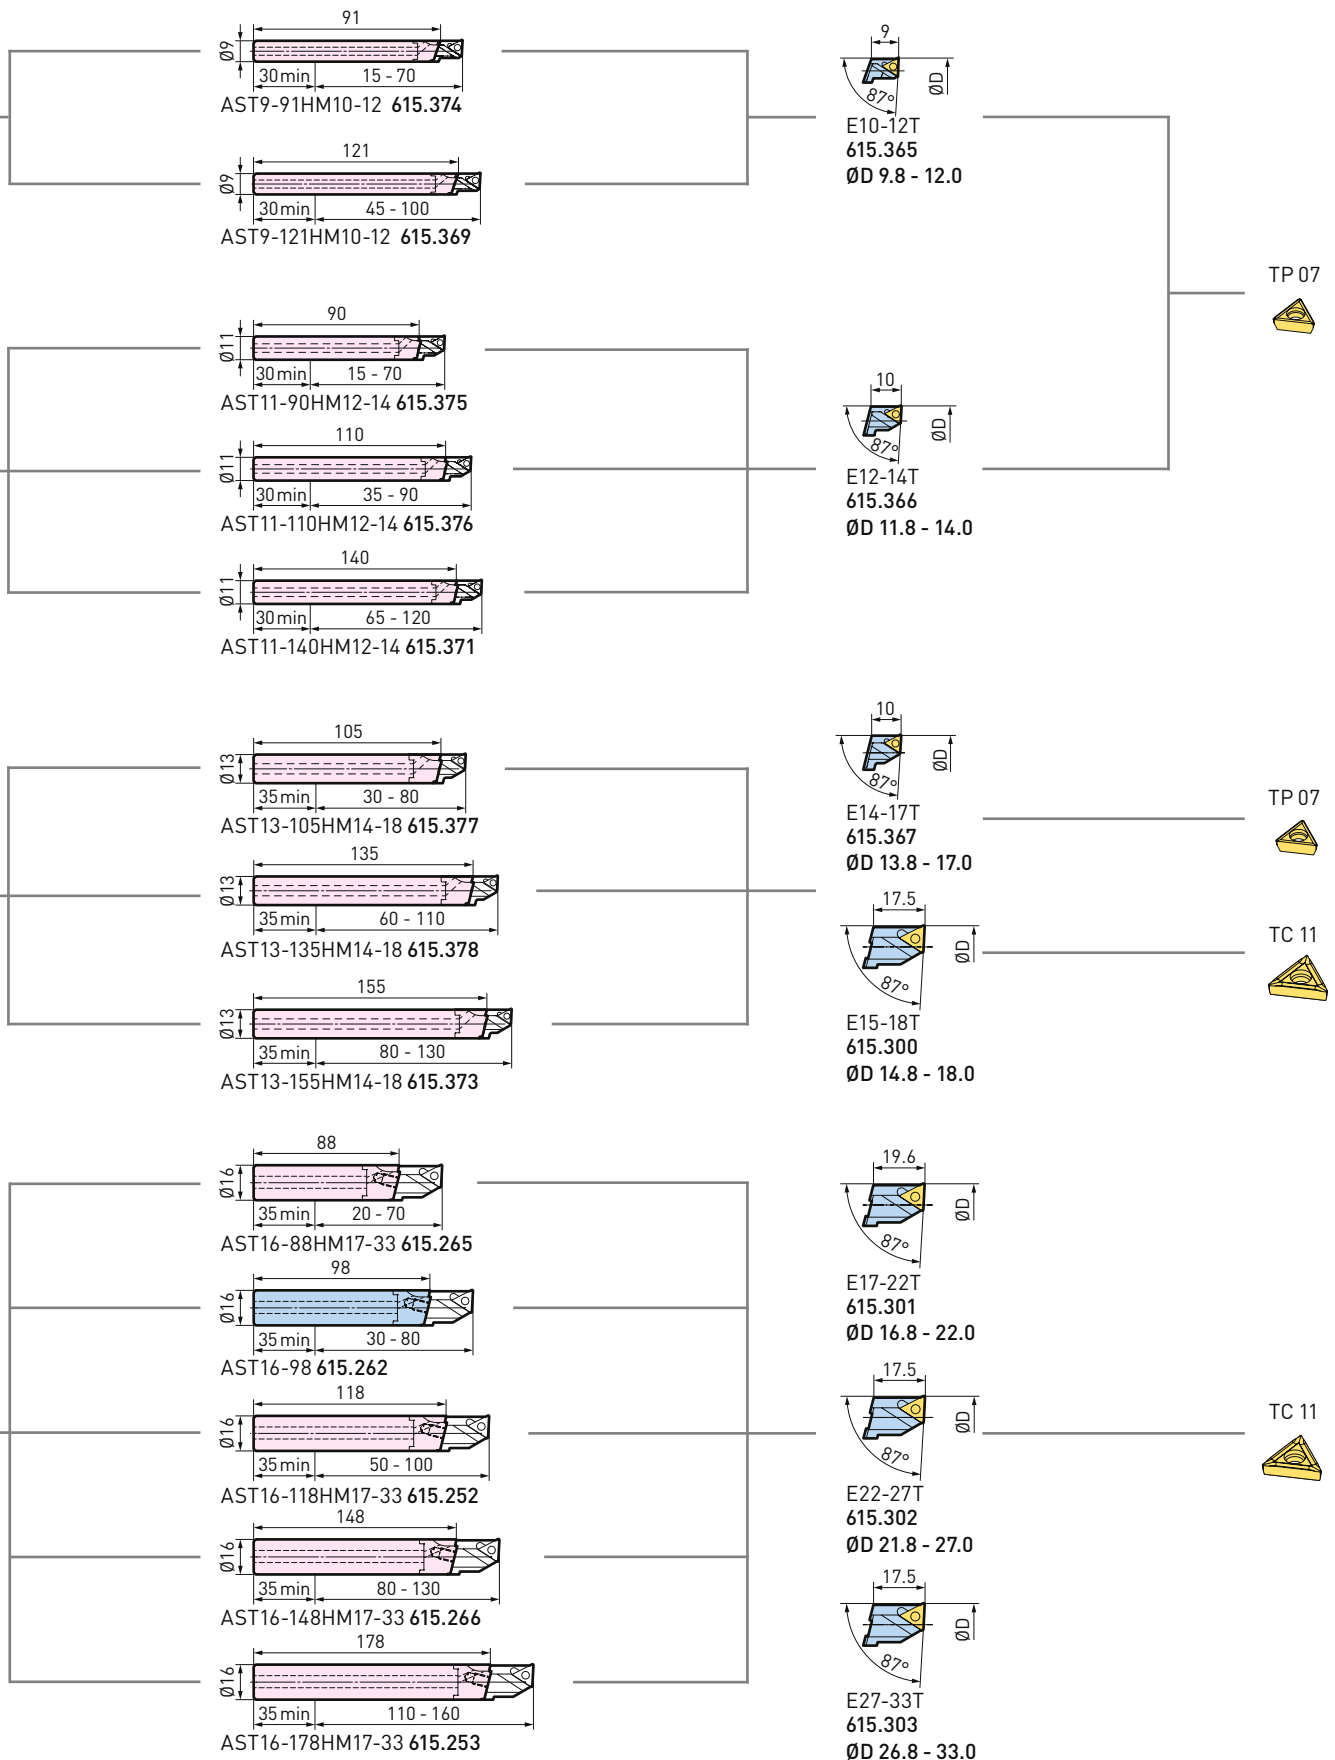 91
Ø9
30 min
15 - 70
AST9-91HM10-12 615.374
121
Ø9
30 min
45 - 100
AST9-121HM10-12 615.369
9
87°
ØD
E10-12T
615.365
ØD 9.8 - 12.0
TP 07
90
Ø11
30 min
15 - 70
AST11-90HM12-14 615.375
110
Ø11
30 min
35 - 90
AST11-110HM12-14 615.376
140
Ø11
30 min
65 - 120
AST11-140HM12-14 615.371
10
87°
ØD
E12-14T
615.366
ØD 11.8 - 14.0
105
Ø13
35 min
30 - 80
AST13-105HM14-18 615.377
135
Ø13
35 min
60 - 110
AST13-135HM14-18 615.378
155
Ø13
35 min
80 - 130
AST13-155HM14-18 615.373
10
87°
ØD
E14-17T
615.367
ØD 13.8 - 17.0
TP 07
17.5
87°
ØD
E15-18T
615.300
ØD 14.8 - 18.0
TC 11
88
Ø16
35 min
20 - 70
AST16-88HM17-33 615.265
98
Ø16
35 min
30 - 80
AST16-98 615.262
118
Ø16
35 min
50 - 100
AST16-118HM17-33 615.252
148
Ø16
35 min
80 - 130
AST16-148HM17-33 615.266
178
Ø16
35 min
110 - 160
AST16-178HM17-33 615.253
19.6
87°
ØD
E17-22T
615.301
ØD 16.8 - 22.0
17.5
87°
ØD
E22-27T
615.302
ØD 21.8 - 27.0
17.5
87°
ØD
E27-33T
615.303
ØD 26.8 - 33.0
TC 11